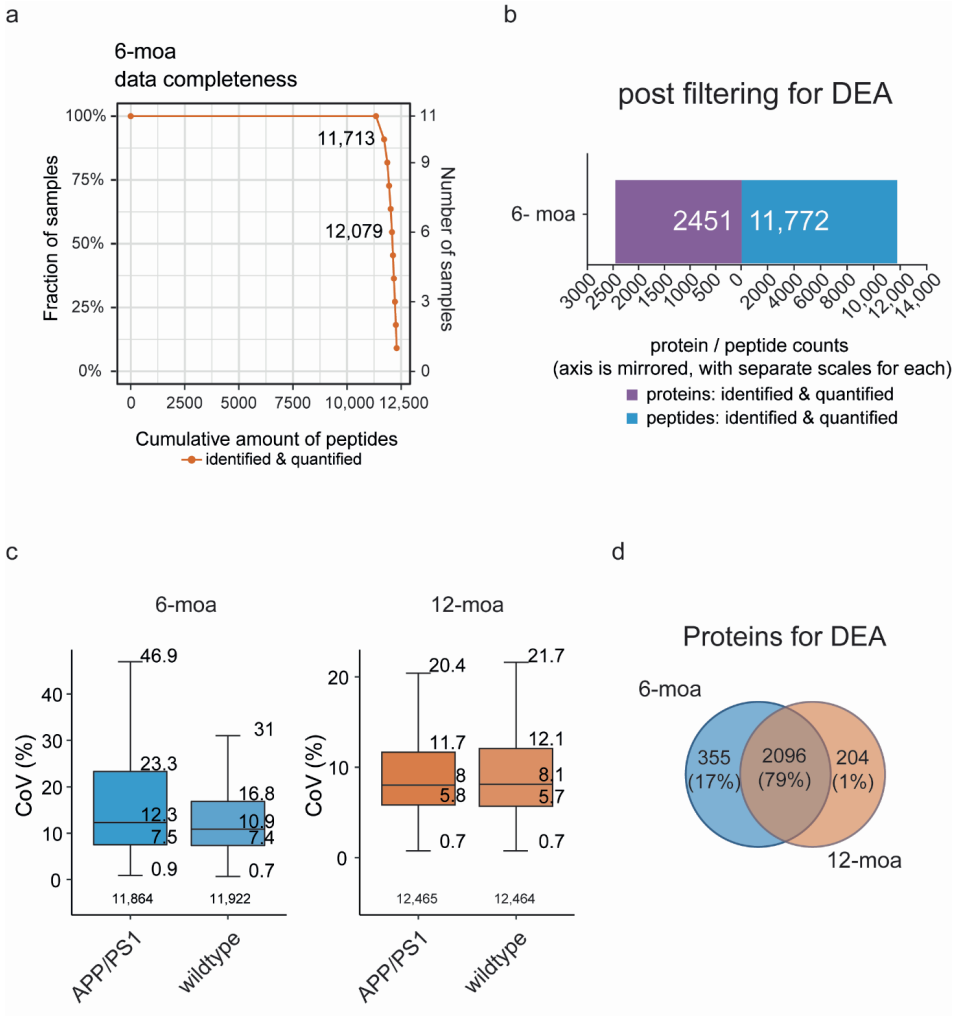 a
6-moa
data completeness
100%
75%
50%
25%
0%
Fraction of samples
11,713
12,079
11
9
6
3
0
Number of samples
0
2500
5000
7500
10,000
12,500
Cumulative amount of peptides
identified & quantified
b
post filtering for DEA
6- moa
2451
11,772
3000
2500
2000
1500
1000
500
0
2000
4000
6000
8000
10,000
12,000
14,000
protein / peptide counts
(axis is mirrored, with separate scales for each)
proteins: identified & quantified
peptides: identified & quantified
c
6-moa
CoV (%)
40
30
20
10
0
46.9
23.3
12.3
7.5
0.9
11,864
31
16.8
10.9
7.4
0.7
11,922
APP/PS1
wildtype
12-moa
CoV (%)
20
10
0
20.4
11.7
8
5.8
0.7
12,465
21.7
12.1
8.1
5.7
0.7
12,464
APP/PS1
wildtype
d
Proteins for DEA
6-moa
355
(17%)
2096
(79%)
204
(1%)
12-moa